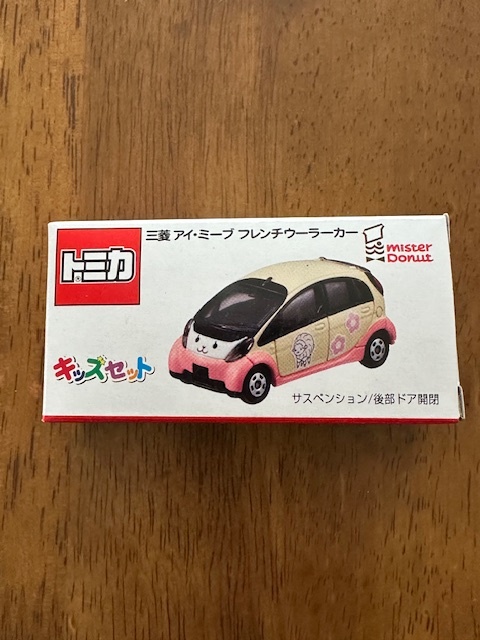 三菱 アイ・ミーブ フレンチウーラーカー
mister
Donut
トミカ
キッズセット
サスペンション/後部ドア開閉